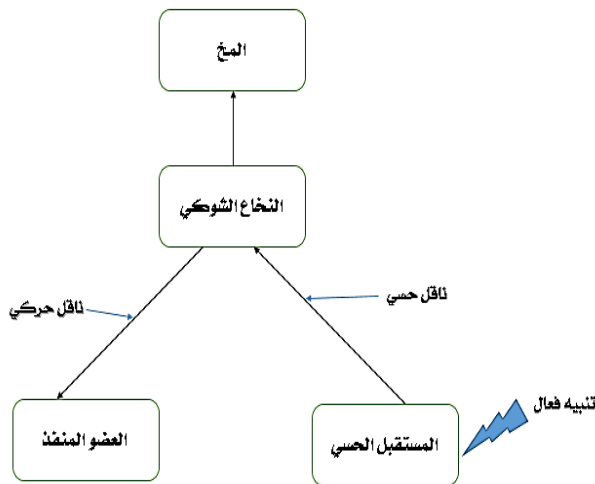 المخ
النخاع الشوكي
ناقل حسي
ناقل حركي
تنبيه فعال
المستقبل الحسي
العضو المنفذ